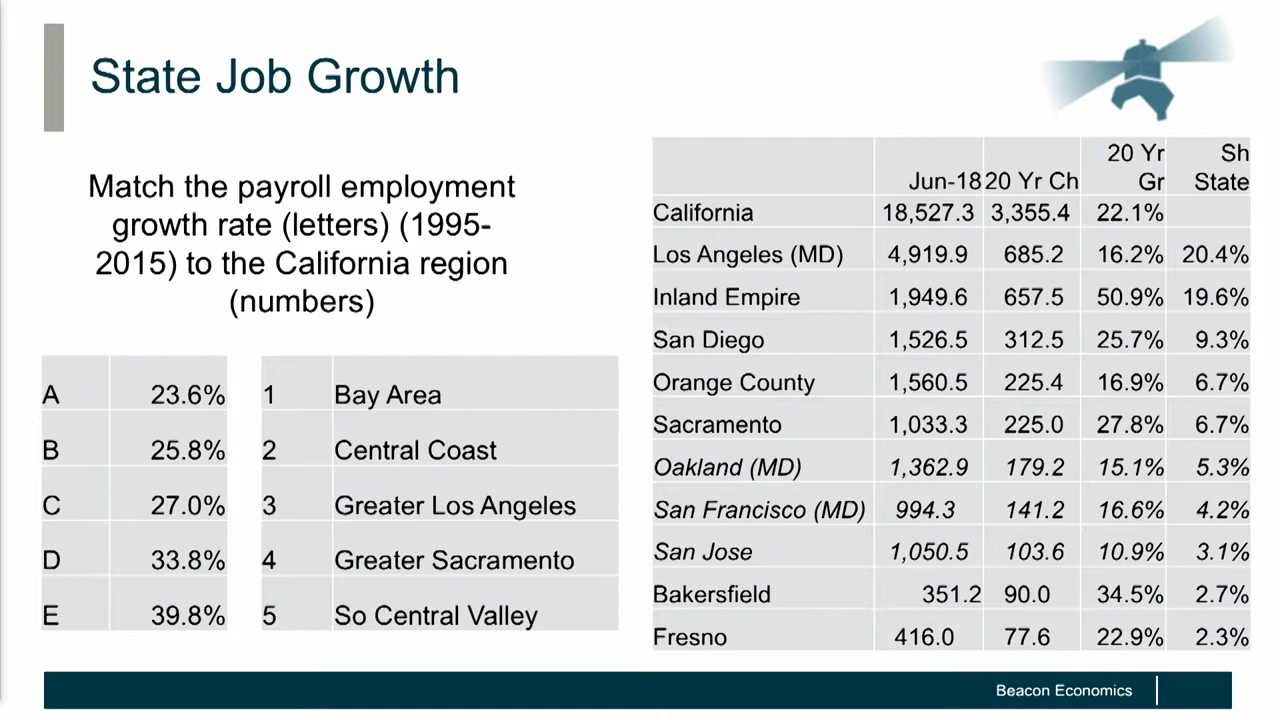 State Job Growth
Match the payroll employment
growth rate (letters) (1995-
2015) to the California region
(numbers)
A 23.6% 1 Bay Area
B 25.8% 2 Central Coast
C 27.0% 3 Greater Los Angeles
D 33.8% 4 Greater Sacramento
E 39.8% 5 So Central Valley
20 Yr Sh
Jun-18 20 Yr Ch Gr State
California 18,527.3 3,355.4 22.1%
Los Angeles (MD) 4,919.9 685.2 16.2% 20.4%
Inland Empire 1,949.6 657.5 50.9% 19.6%
San Diego 1,526.5 312.5 25.7% 9.3%
Orange County 1,560.5 225.4 16.9% 6.7%
Sacramento 1,033.3 225.0 27.8% 6.7%
Oakland (MD) 1,362.9 179.2 15.1% 5.3%
San Francisco (MD) 994.3 141.2 16.6% 4.2%
San Jose 1,050.5 103.6 10.9% 3.1%
Bakersfield 351.2 90.0 34.5% 2.7%
Fresno 416.0 77.6 22.9% 2.3%
Beacon Economics